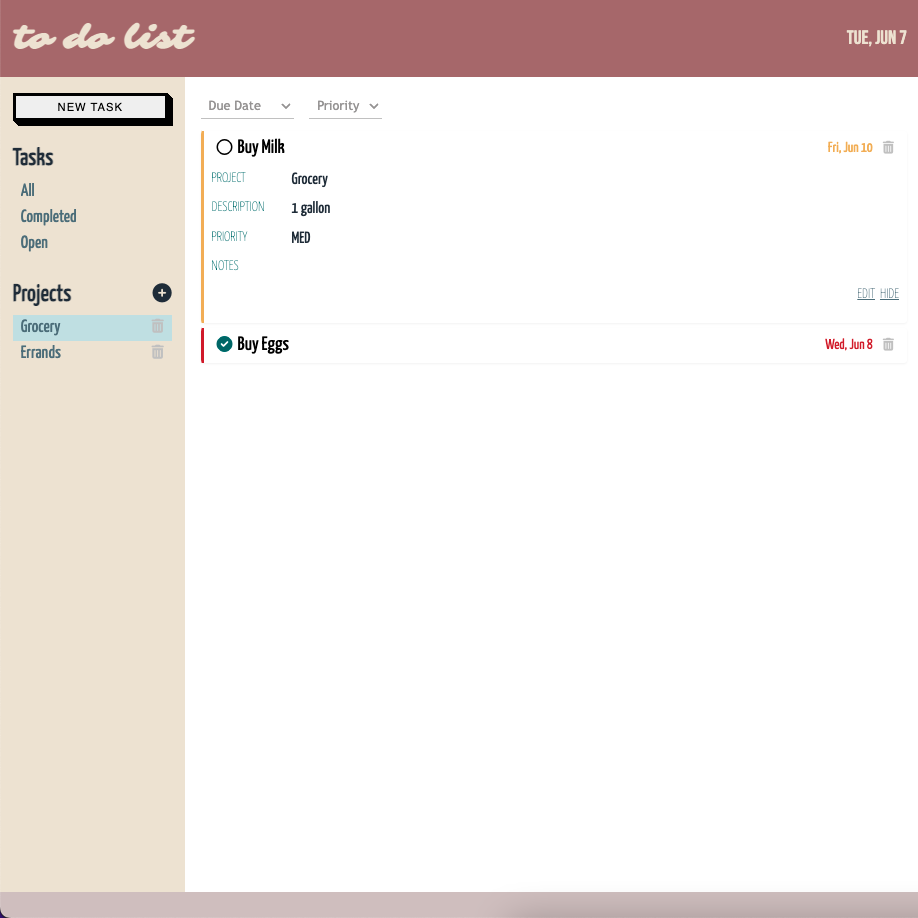 to do list
TUE, JUN 7
NEW TASK
Tasks
All
Completed
Open
Projects
Grocery
Errands
Due Date Priority
Buy Milk Fri, Jun 10
PROJECT Grocery
DESCRIPTION 1 gallon
PRIORITY MED
NOTES
EDIT HIDE
Buy Eggs Wed, Jun 8